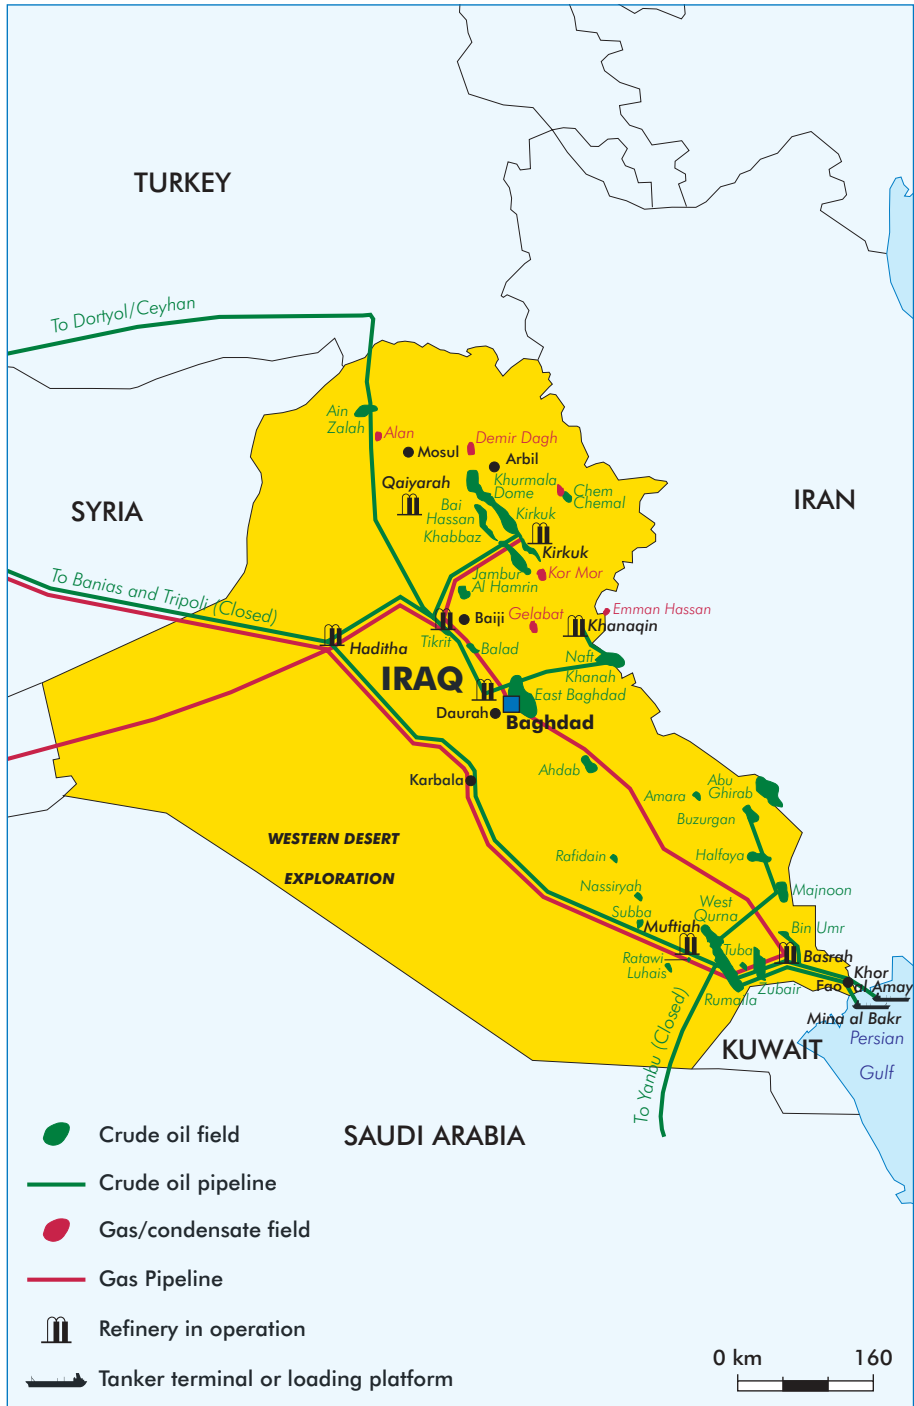 TURKEY
To Dortyol/Ceyhan
Ain
Zalah
Alan
Demir Dagh
Mosul
Arbil
Qaiyarah
Khurmala
Dome
Chem
Chemal
SYRIA
IRAN
Bai
Hassan
Kirkuk
Khabbaz
Kirkuk
Jambur
Kor Mor
To Banias and Tripoli (Closed)
Al Hamrin
Baiji
Gelabat
Emman Hassan
Khanaqin
Tikrit
Haditha
Balad
Naft
Khanah
IRAQ
East Baghdad
Daurah
Baghdad
Ahdab
Karbala
Abu
Ghirab
Amara
Buzurgan
WESTERN DESERT
EXPLORATION
Rafidain
Halfaya
Nassiryah
Majnoon
West
Qurna
Subba
Muftiah
Bin Umr
Tuba
Ratawi
Basrah
Luhais
Khor
al Amay
Fao
Zubair
Rumaila
Mina al Bakr
To Yanbu (Closed)
KUWAIT
Persian
Gulf
SAUDI ARABIA
Crude oil field
Crude oil pipeline
Gas/condensate field
Gas Pipeline
Refinery in operation
Tanker terminal or loading platform
0 km 160